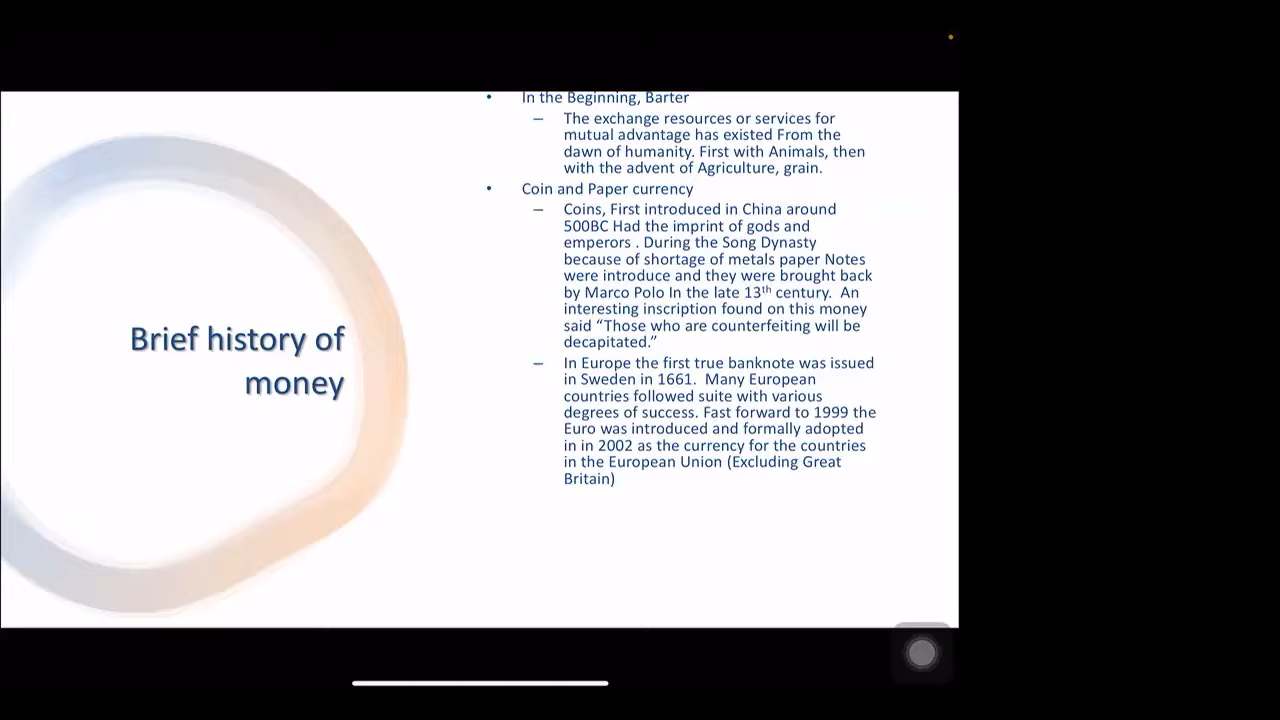 Brief history of
money
• In the Beginning, Barter
– The exchange resources or services for
mutual advantage has existed From the
dawn of humanity. First with Animals, then
with the advent of Agriculture, grain.
• Coin and Paper currency
– Coins, First introduced in China around
500BC Had the imprint of gods and
emperors . During the Song Dynasty
because of shortage of metals paper Notes
were introduce and they were brought back
by Marco Polo In the late 13th century.  An
interesting inscription found on this money
said “Those who are counterfeiting will be
decapitated.”
– In Europe the first true banknote was issued
in Sweden in 1661.  Many European
countries followed suite with various
degrees of success. Fast forward to 1999 the
Euro was introduced and formally adopted
in in 2002 as the currency for the countries
in the European Union (Excluding Great
Britain)